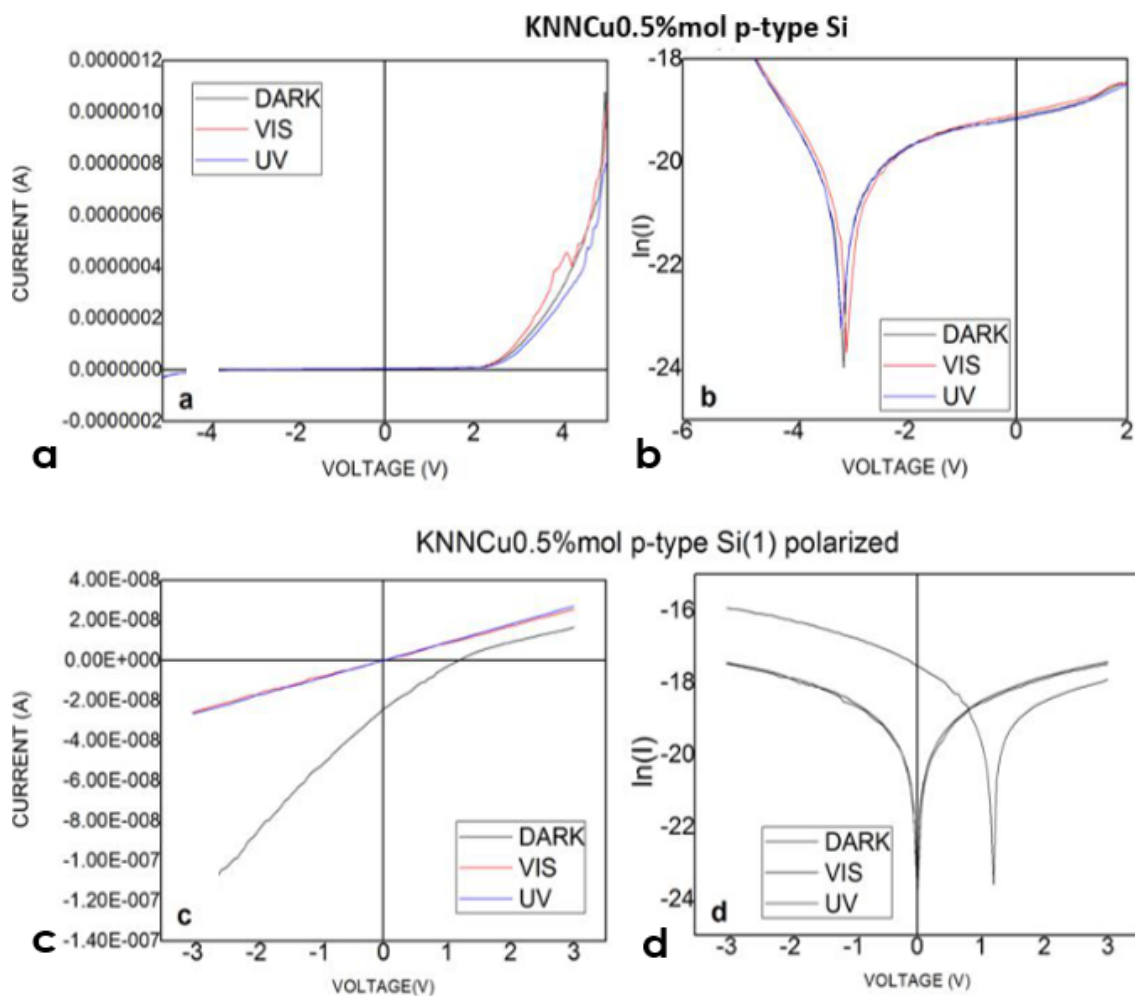 KNNCu0.5%mol p-type Si
0.0000012
0.0000010
0.0000008
0.0000006
0.0000004
0.0000002
0.0000000
-0.0000002
CURRENT (A)
DARK
VIS
UV
a
-4
-2
0
2
4
VOLTAGE (V)
a
-18
-20
-22
-24
ln(I)
DARK
VIS
UV
b
-6
-4
-2
0
2
VOLTAGE (V)
b
KNNCu0.5%mol p-type Si(1) polarized
4.00E-008
2.00E-008
0.00E+000
-2.00E-008
-4.00E-008
-6.00E-008
-8.00E-008
-1.00E-007
-1.20E-007
-1.40E-007
CURRENT (A)
DARK
VIS
UV
c
-3
-2
-1
0
1
2
3
VOLTAGE(V)
c
-16
-18
-20
-22
-24
ln(I)
DARK
VIS
UV
d
-3
-2
-1
0
1
2
3
VOLTAGE (V)
d